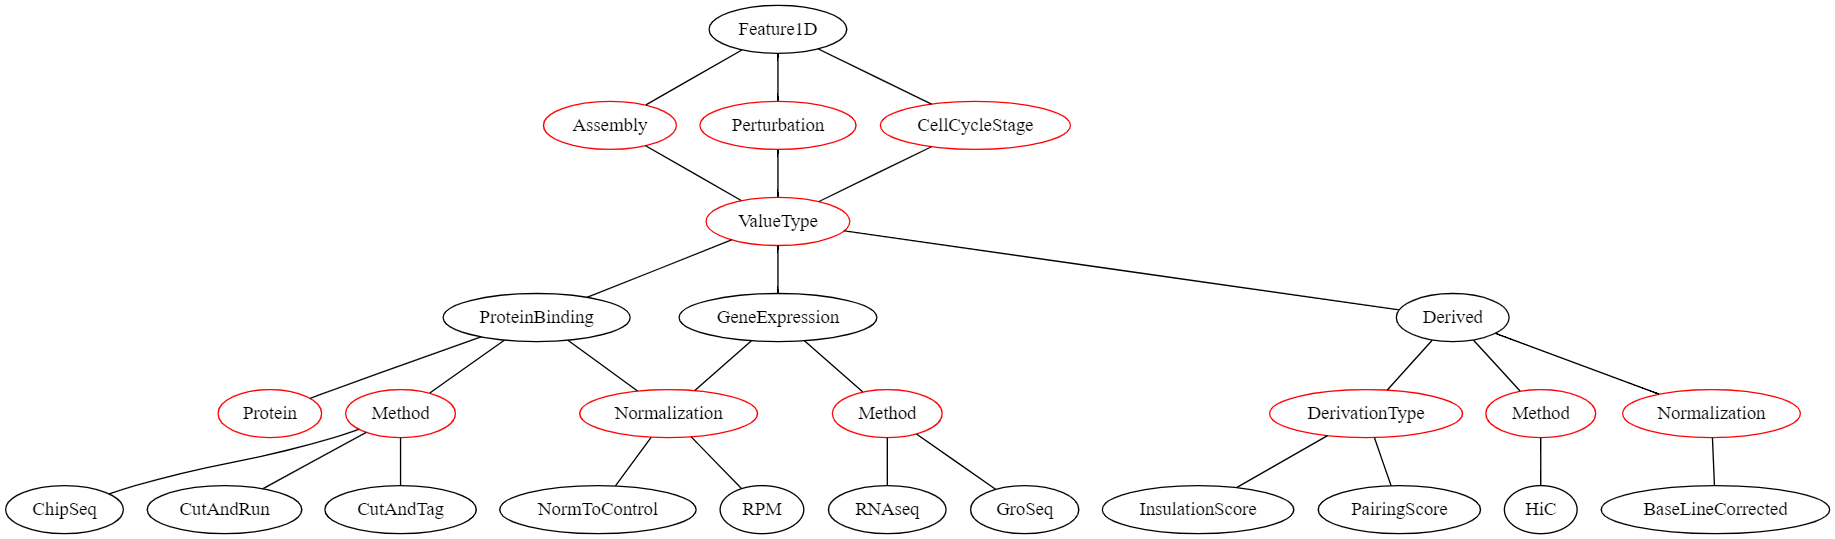 Feature1D
Assembly
Perturbation
CellCycleStage
ValueType
ProteinBinding
GeneExpression
Derived
Protein
Method
Normalization
Method
DerivationType
Method
Normalization
ChipSeq
CutAndRun
CutAndTag
NormToControl
RPM
RNAseq
GroSeq
InsulationScore
PairingScore
HiC
BaseLineCorrected